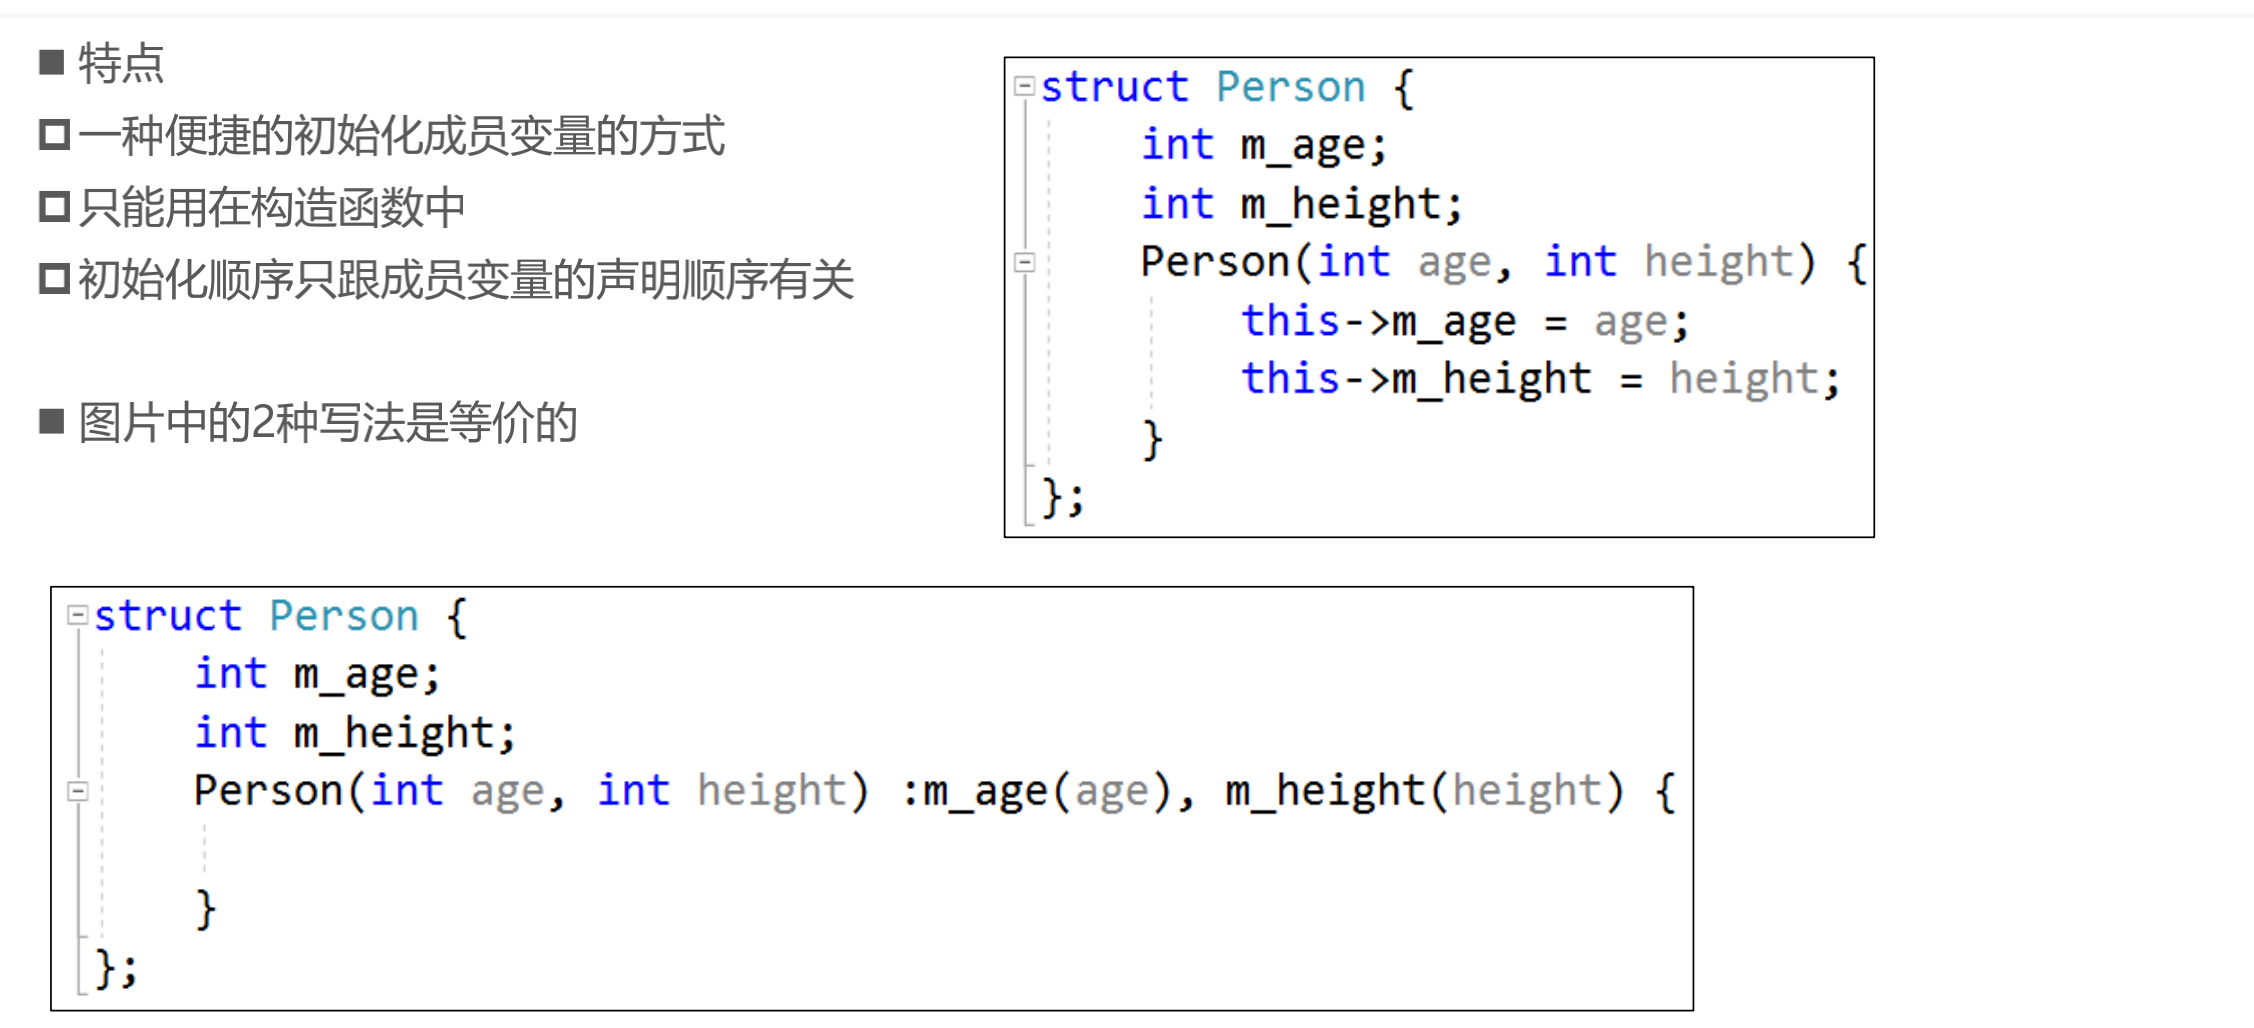 ■ 特点
□ 一种便捷的初始化成员变量的方式
□ 只能用在构造函数中
□ 初始化顺序只跟成员变量的声明顺序有关
■ 图片中的2种写法是等价的
struct Person {
    int m_age;
    int m_height;
    Person(int age, int height) {
        this->m_age = age;
        this->m_height = height;
    }
};
struct Person {
    int m_age;
    int m_height;
    Person(int age, int height) :m_age(age), m_height(height) {
    }
};